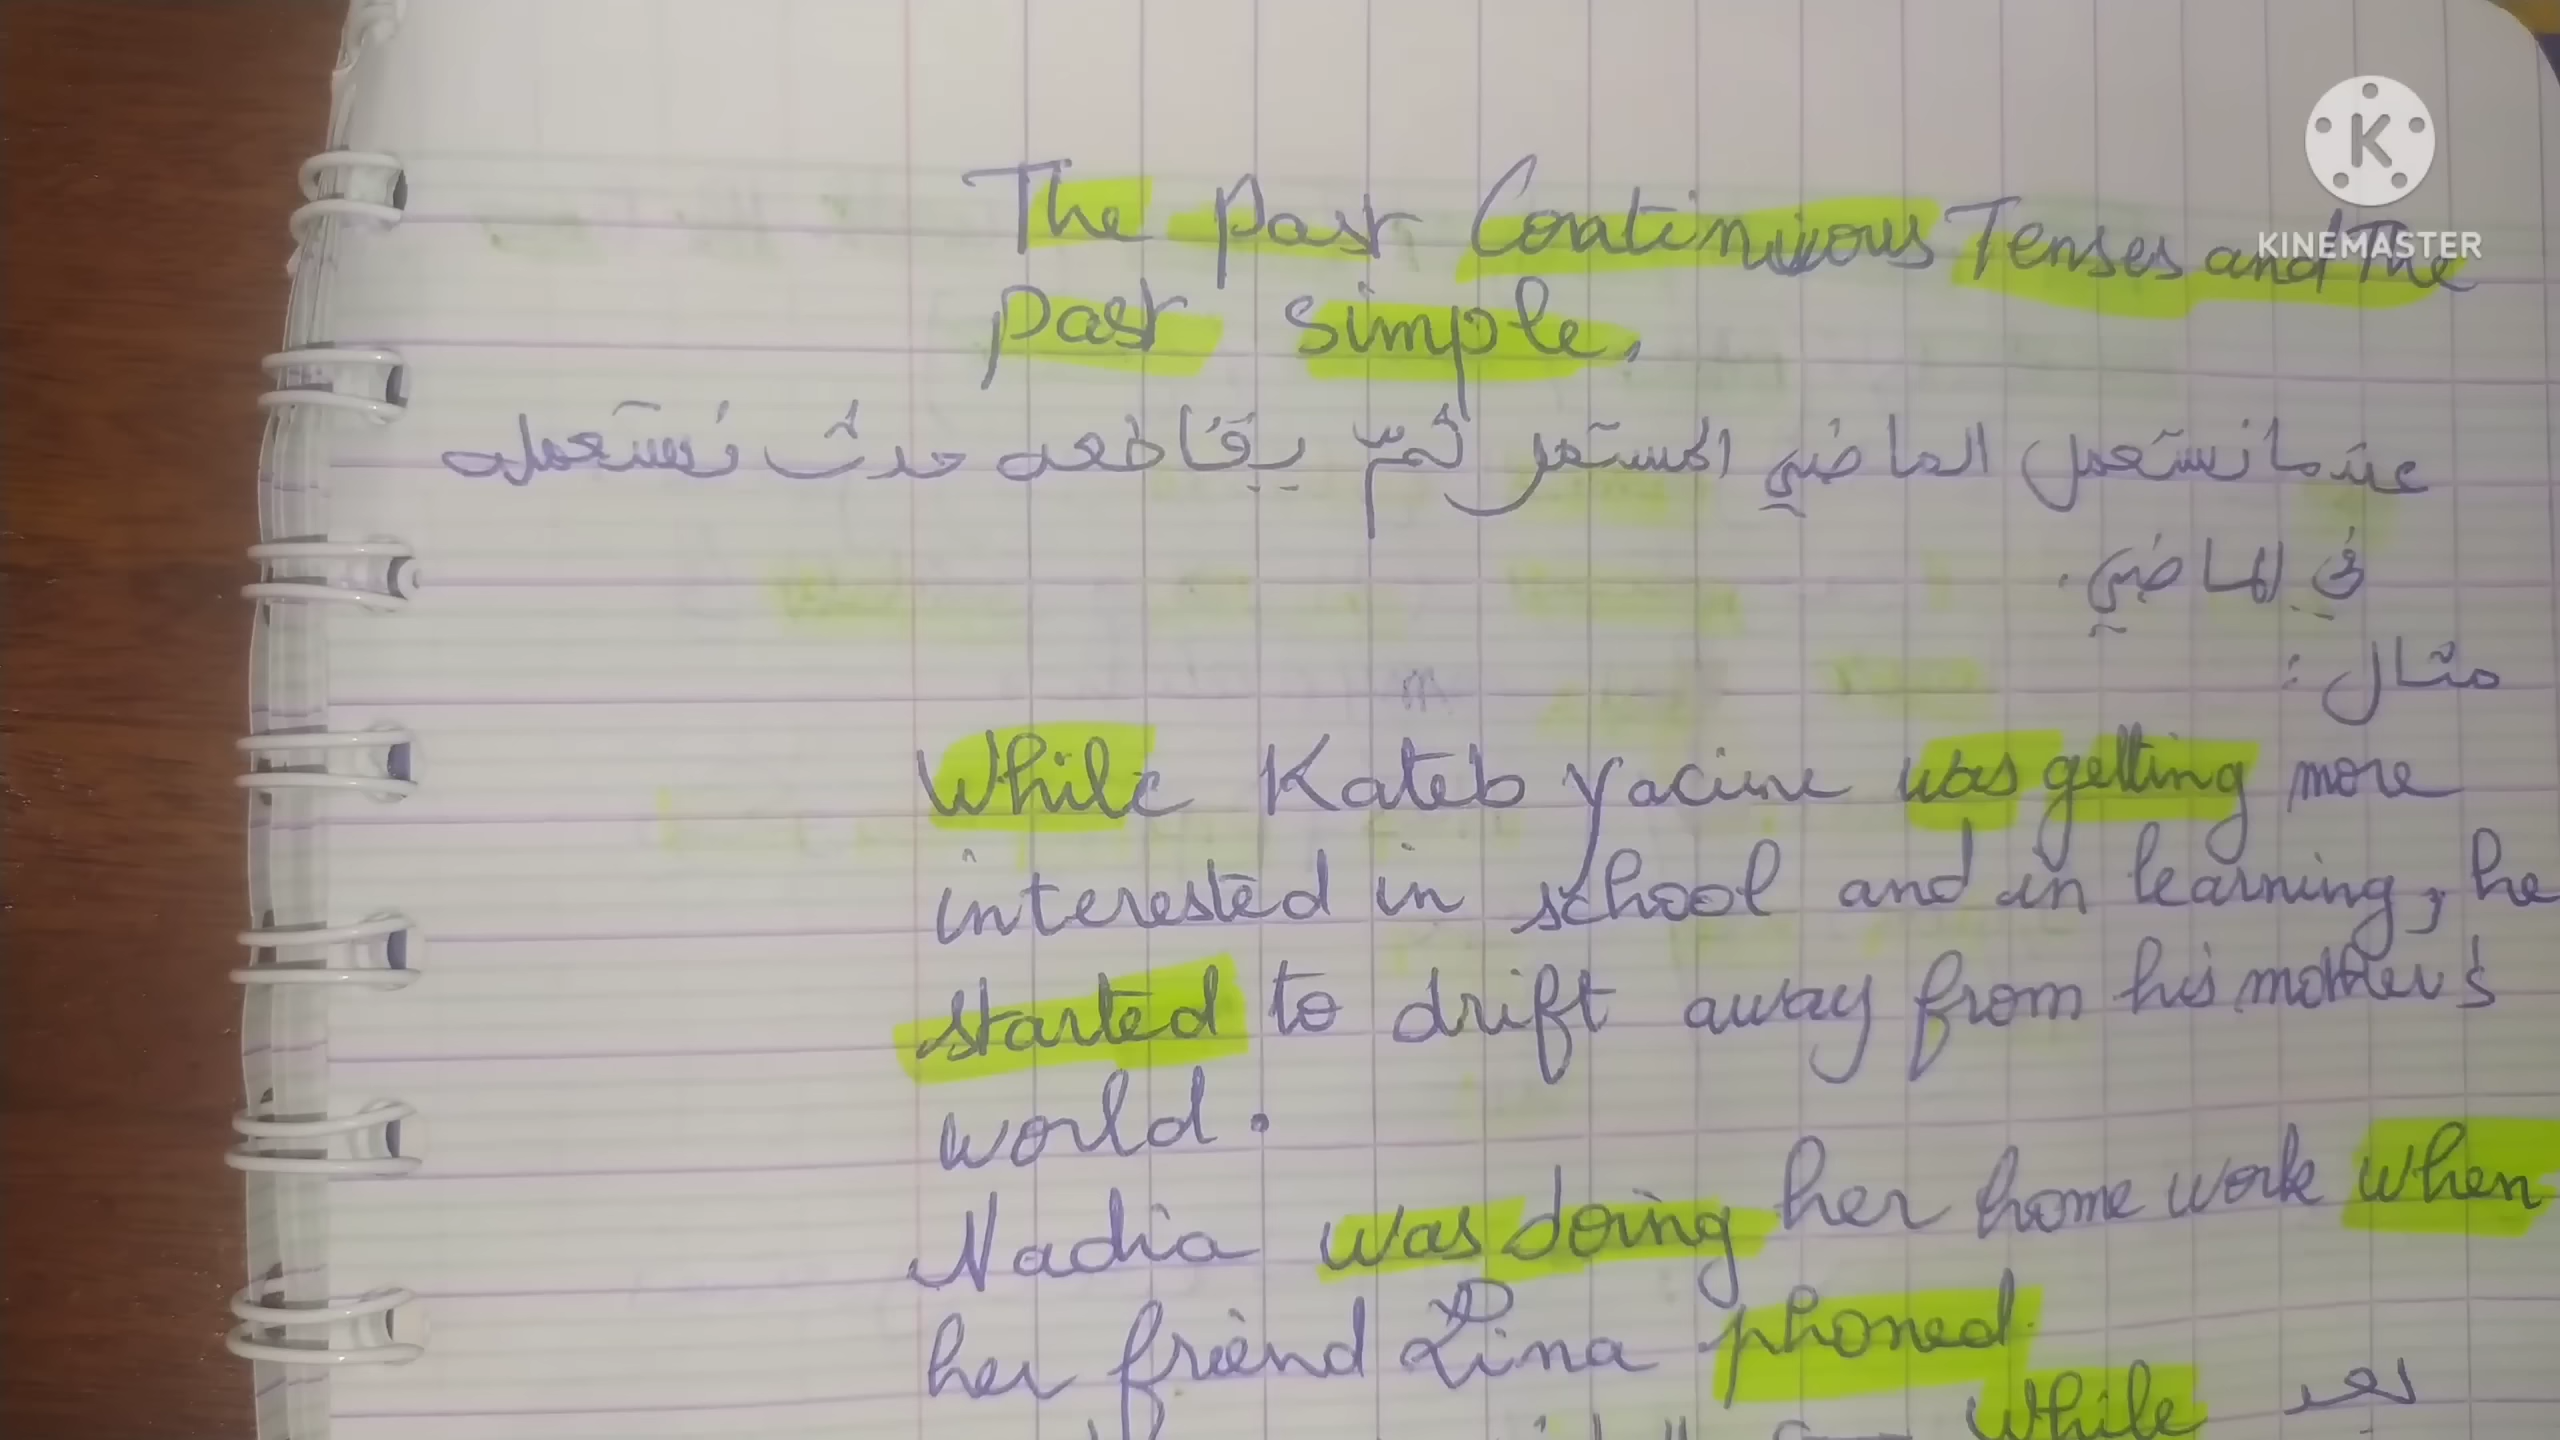 K
KINEMASTER
The past Continuous Tenses and The
past simple.
عندما نستعمل الماضي المستمر ثمّ يقاطعه حدث نستعمله
في الماضي.
مثال :
While Kateb yacine was getting more
interested in school and in learning, he
started to drift away from his mother's
world.
Nadia was doing her home work when
her friend Lina phoned.
While بعد